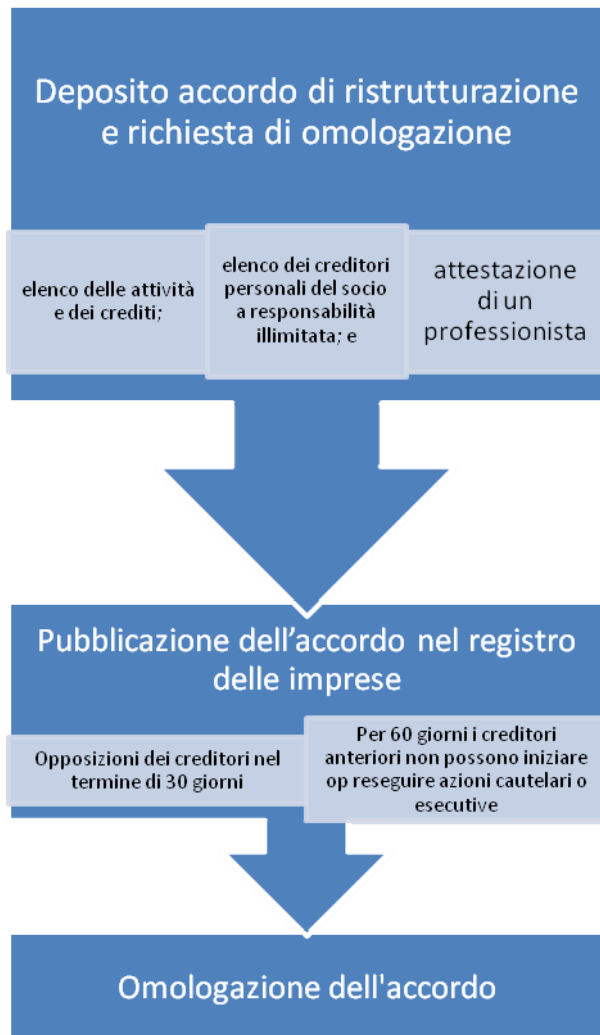 Deposito accordo di ristrutturazione
e richiesta di omologazione
elenco delle attività
e dei crediti;
elenco dei creditori
personali del socio
a responsabilità
illimitata; e
attestazione
di un
professionista
Pubblicazione dell'accordo nel registro
delle imprese
Opposizioni dei creditori nel
termine di 30 giorni
Per 60 giorni i creditori
anteriori non possono iniziare
op reseguire azioni cautelari o
esecutive
Omologazione dell'accordo